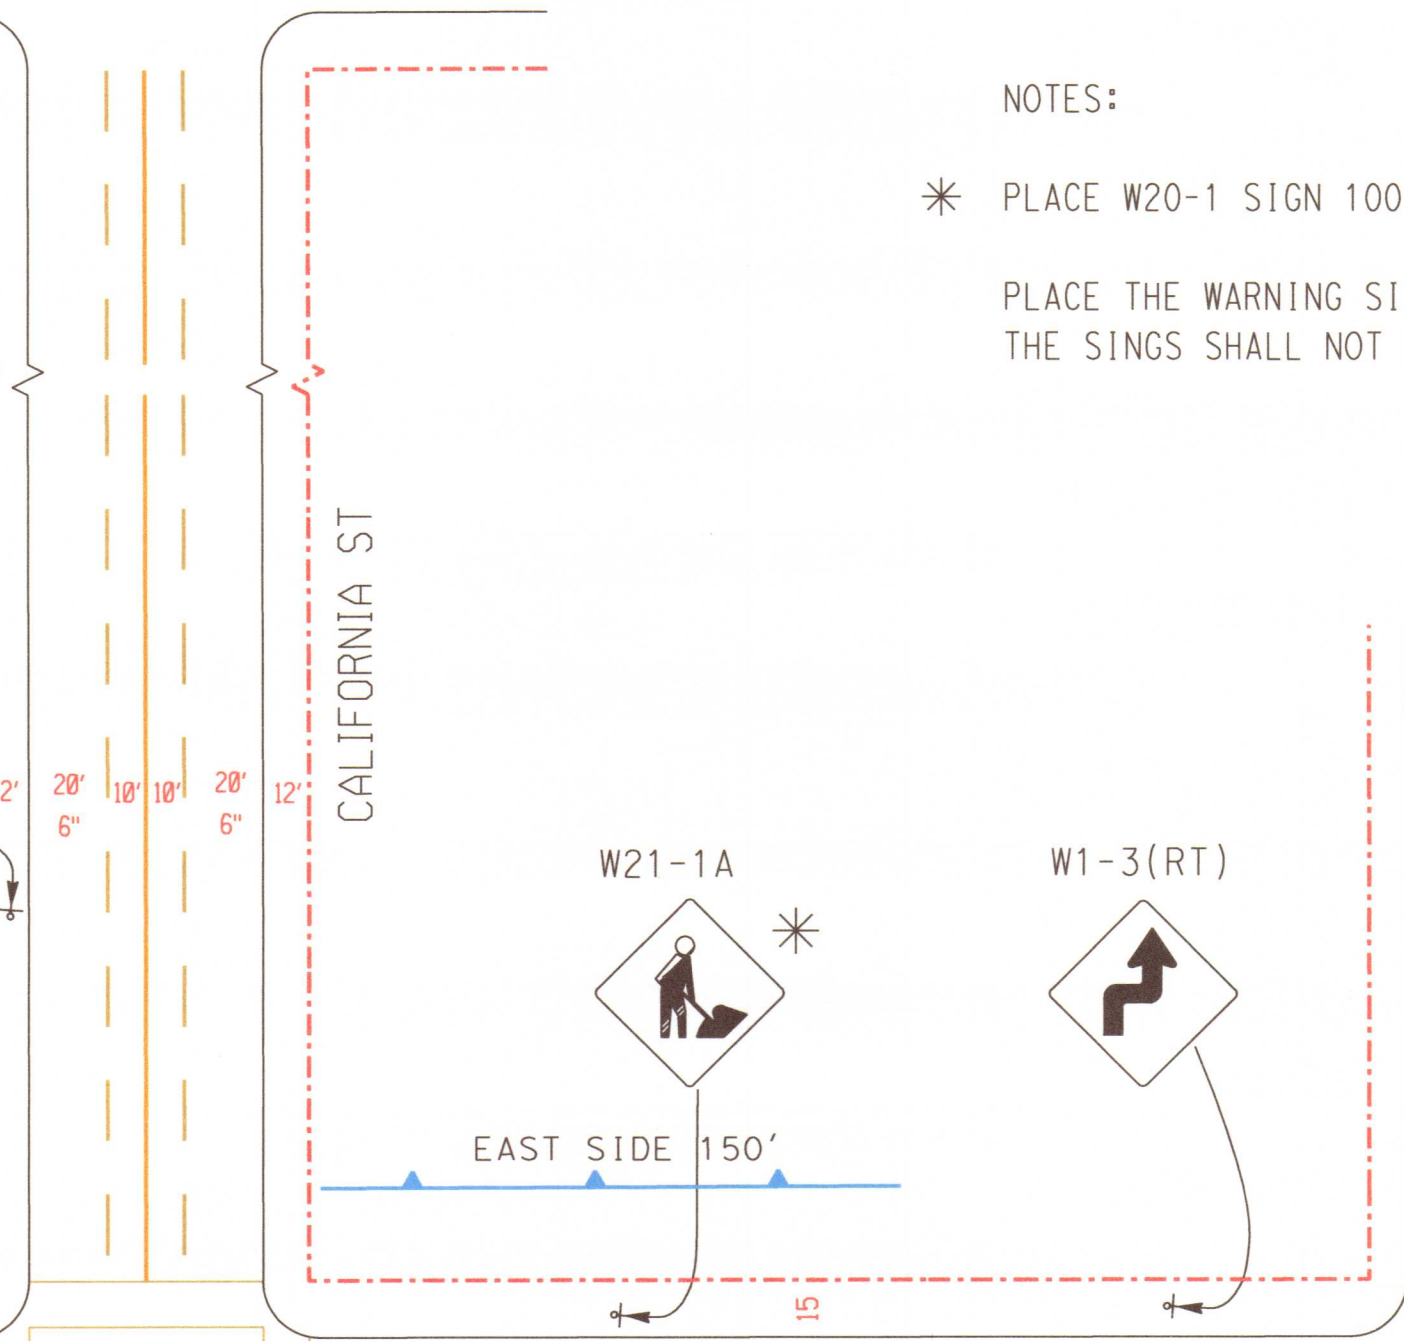 NOTES:
✳ PLACE W20-1 SIGN 100
PLACE THE WARNING SI
THE SINGS SHALL NOT
CALIFORNIA ST
2'
20'
6"
10'
10'
20'
6"
12'
W21-1A
W1-3(RT)
✳
EAST SIDE 150'
15